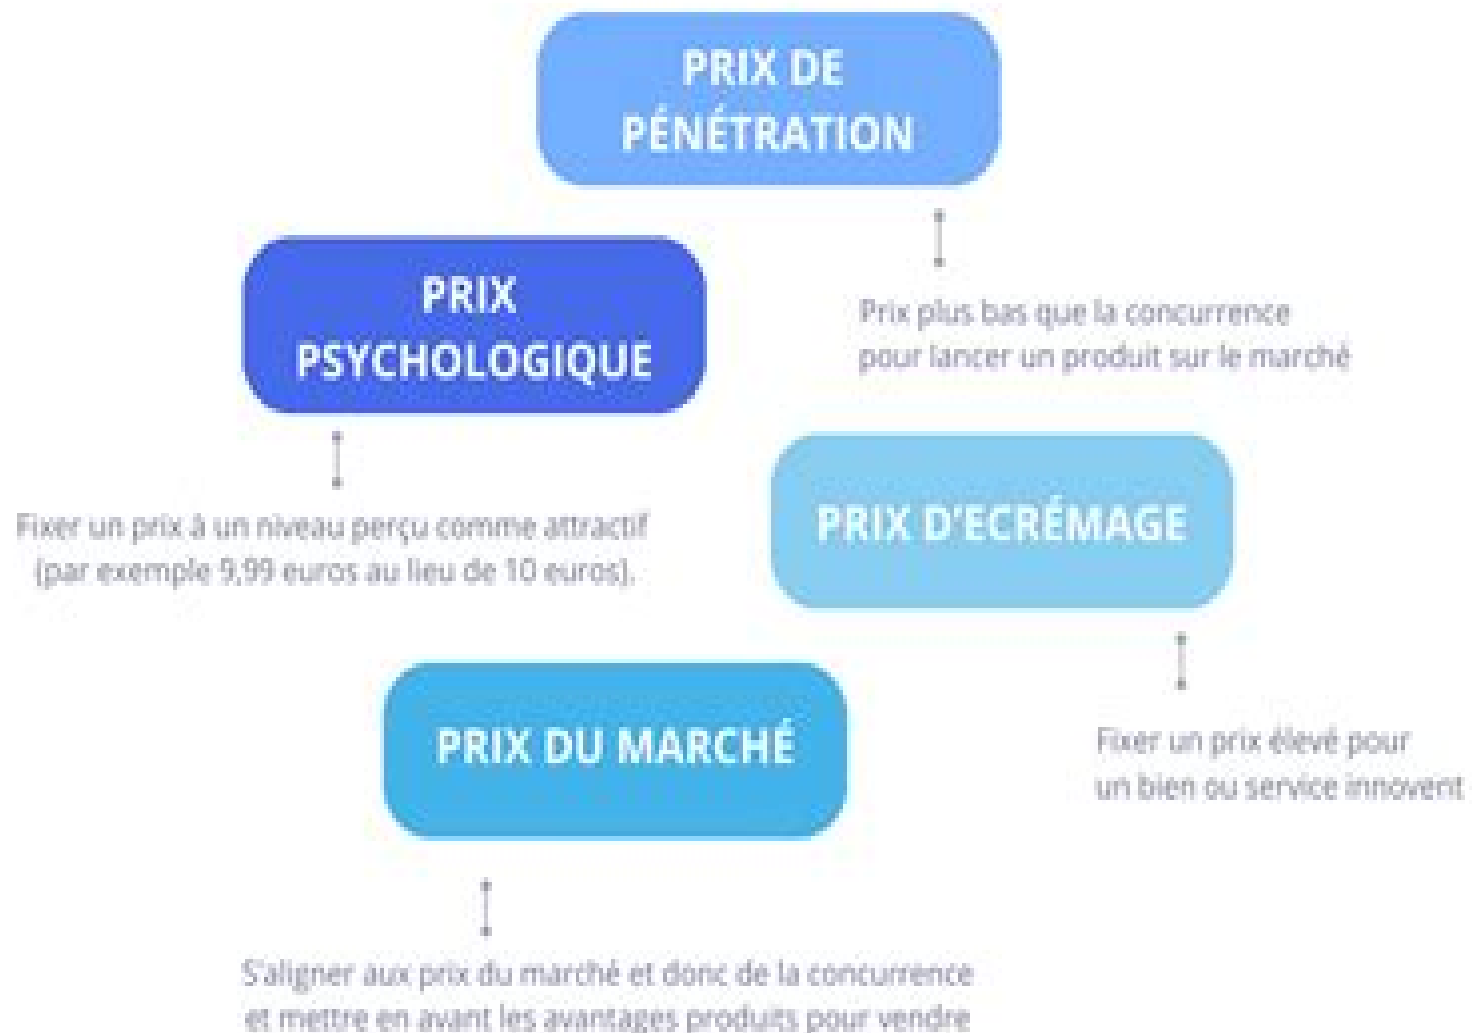 PRIX DE
PÉNÉTRATION
Prix plus bas que la concurrence
pour lancer un produit sur le marché
PRIX
PSYCHOLOGIQUE
Fixer un prix à un niveau perçu comme attractif
(par exemple 9,99 euros au lieu de 10 euros).
PRIX D'ECRÉMAGE
Fixer un prix élevé pour
un bien ou service innovent
PRIX DU MARCHÉ
S'aligner aux prix du marché et donc de la concurrence
et mettre en avant les avantages produits pour vendre